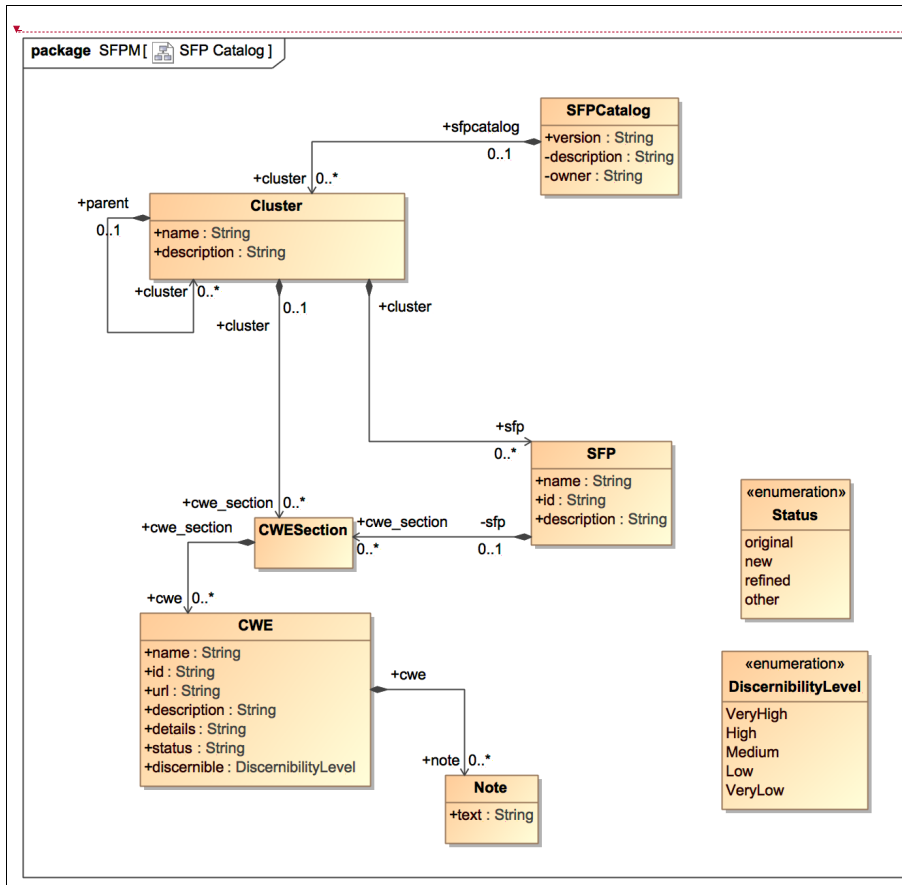 package SFPM[ SFP Catalog ]
SFPCatalog
+version : String
-description : String
-owner : String
+sfpcatalog
0..1
+cluster 0..*
Cluster
+name : String
+description : String
+parent
0..1
+cluster 0..*
0..1
+cluster
+cluster
+sfp
0..*
SFP
+name : String
+id : String
+description : String
+cwe_section 0..*
CWESection
+cwe_section
0..*
-sfp
0..1
+cwe_section
+cwe 0..*
CWE
+name : String
+id : String
+url : String
+description : String
+details : String
+status : String
+discernible : DiscernibilityLevel
+cwe
+note 0..*
Note
+text : String
«enumeration»
Status
original
new
refined
other
«enumeration»
DiscernibilityLevel
VeryHigh
High
Medium
Low
VeryLow